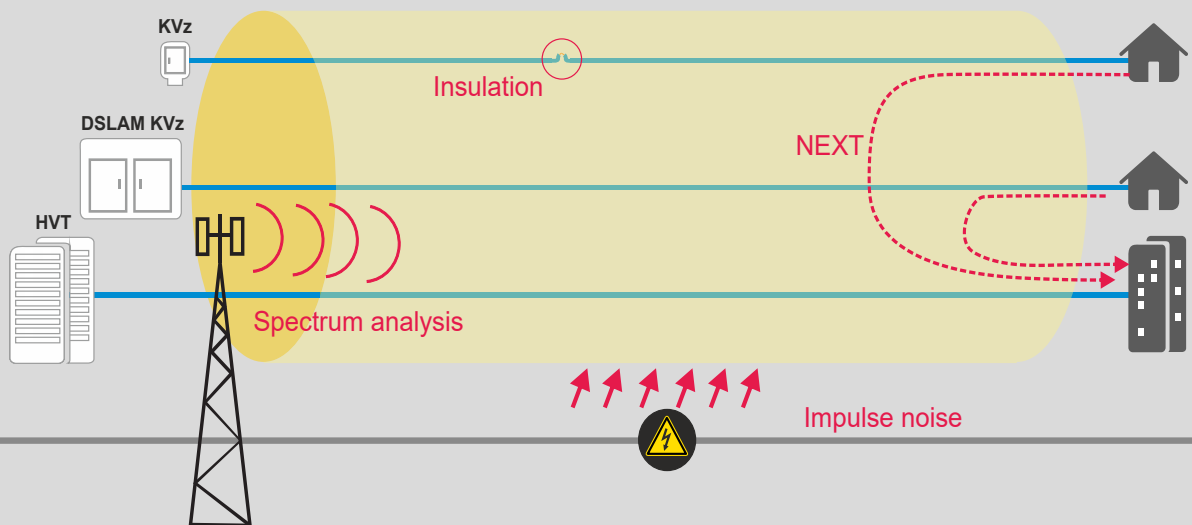 KVz
Insulation
DSLAM KVz
NEXT
HVT
Spectrum analysis
Impulse noise